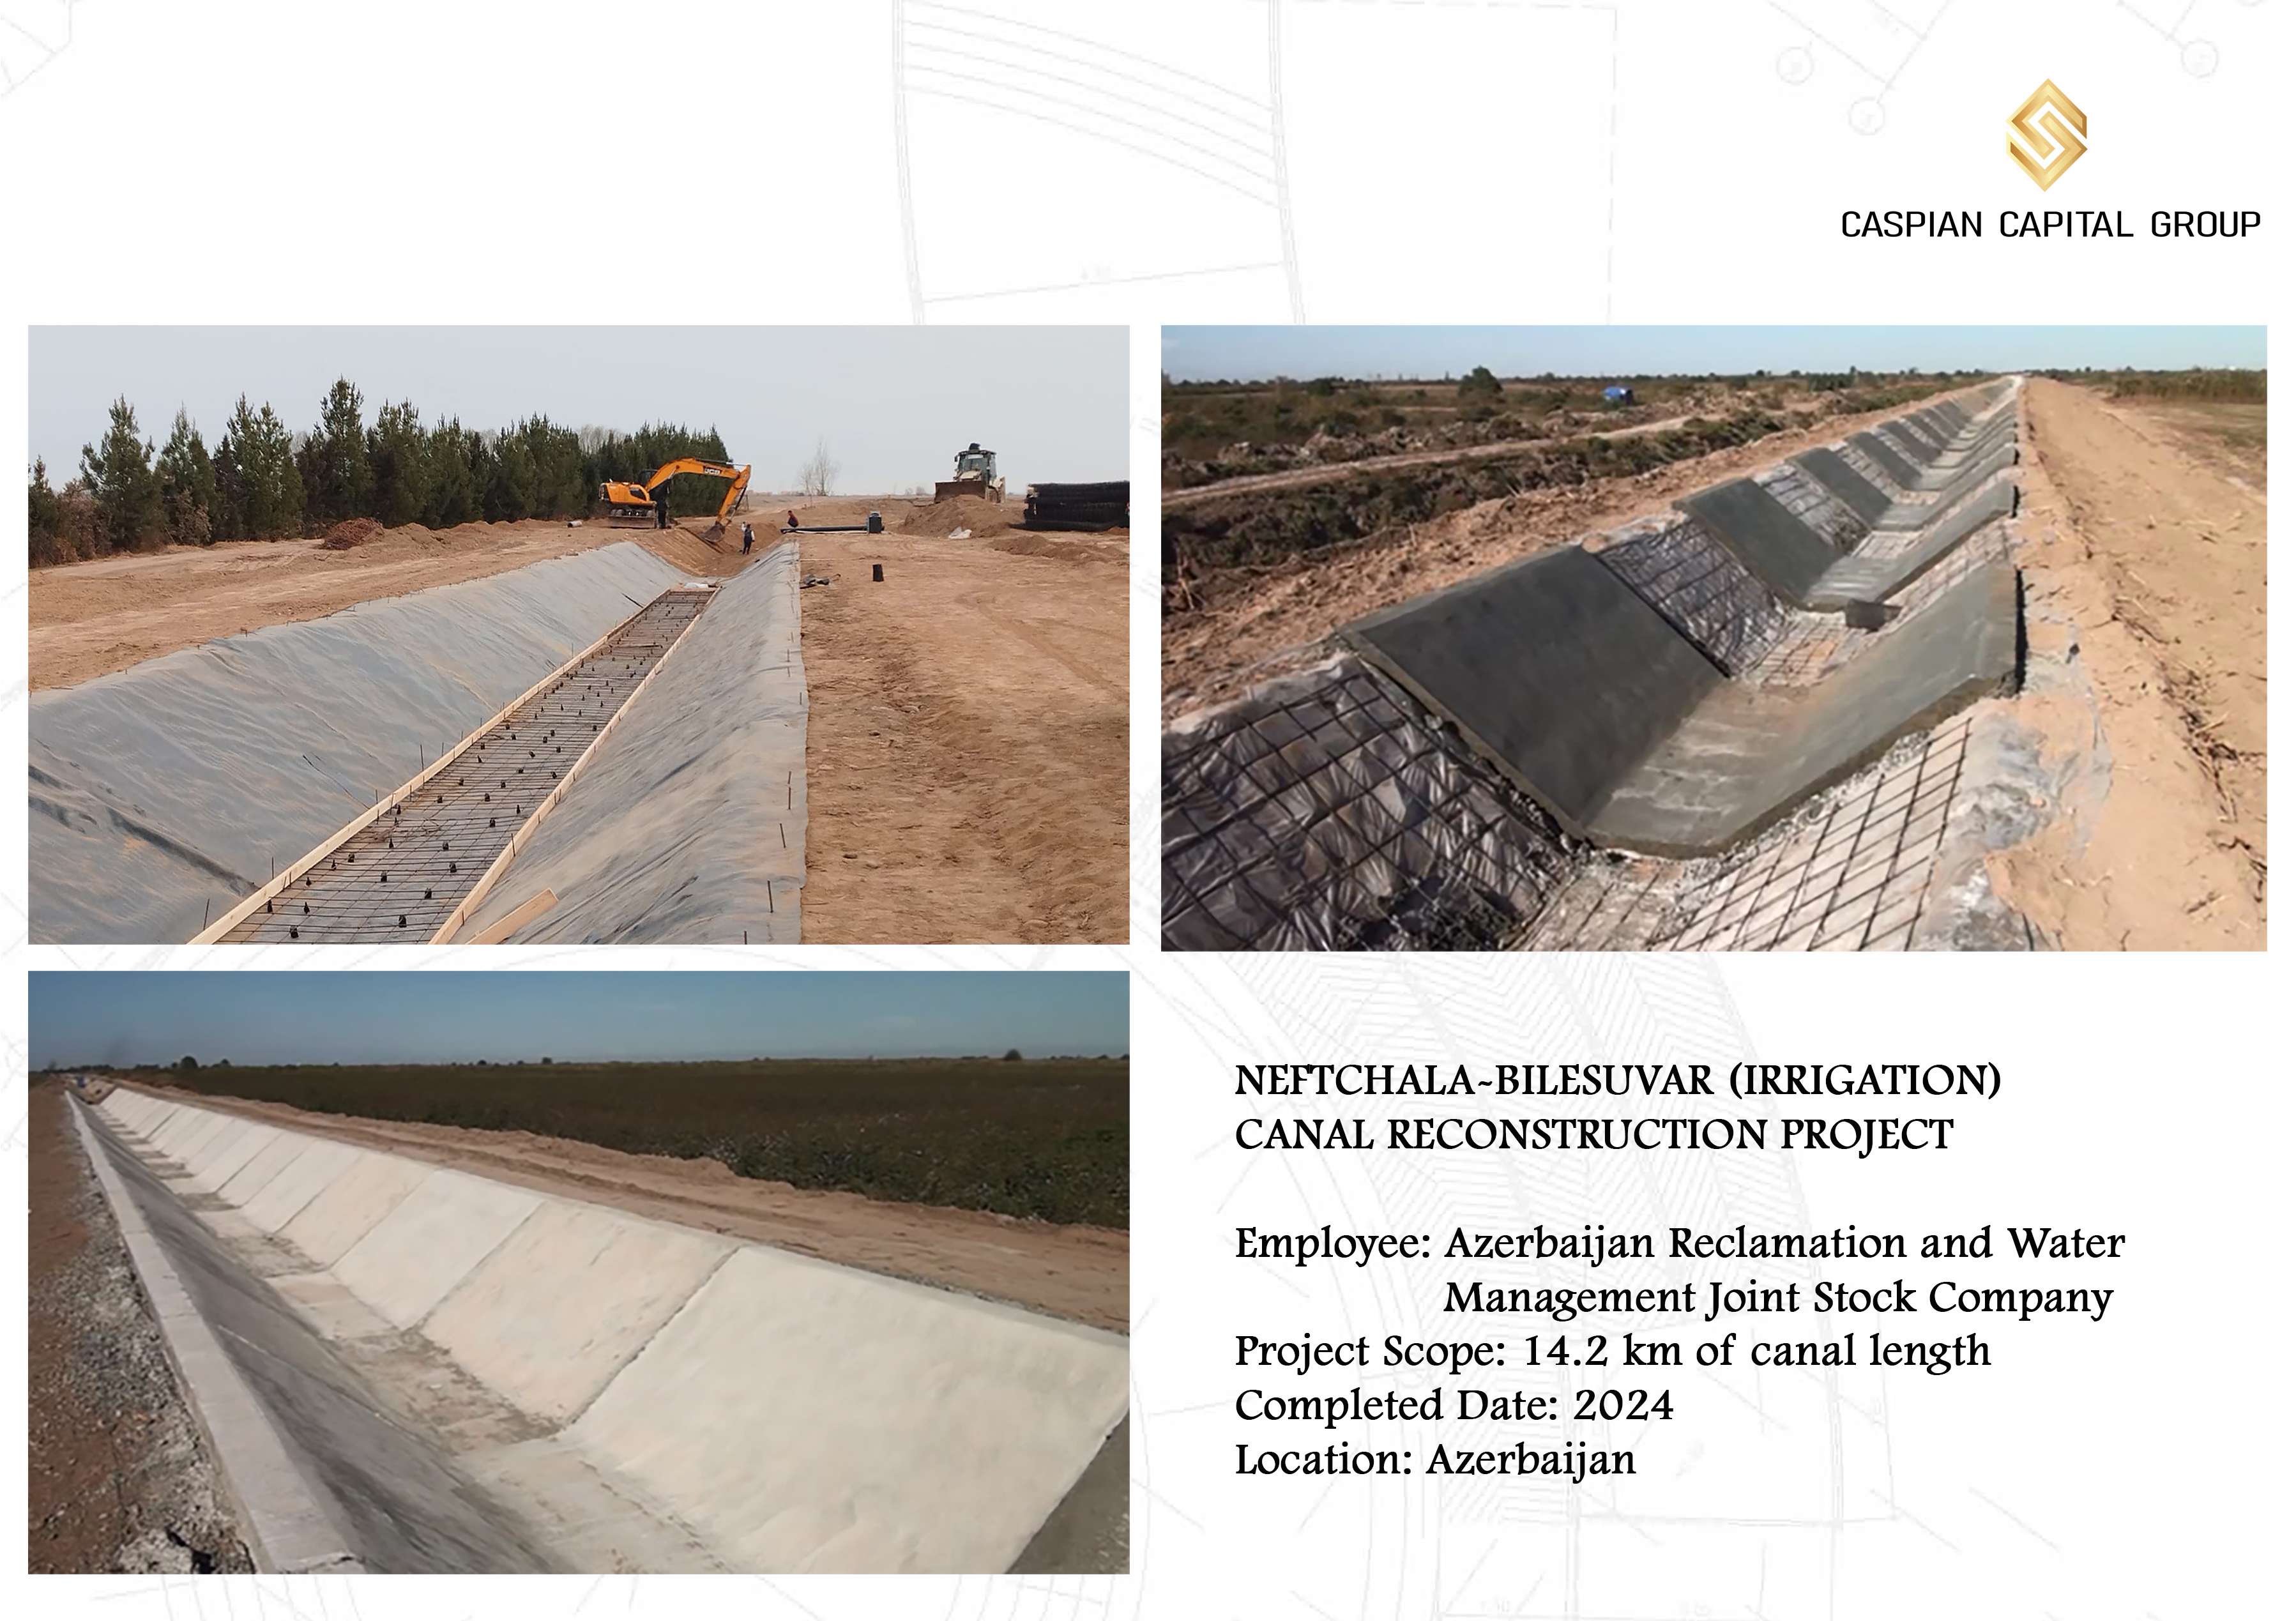 CASPIAN CAPITAL GROUP
JCB
NEFTCHALA~BILESUVAR (IRRIGATION)
CANAL RECONSTRUCTION PROJECT
Employee: Azerbaijan Reclamation and Water
Management Joint Stock Company
Project Scope: 14.2 km of canal length
Completed Date: 2024
Location: Azerbaijan